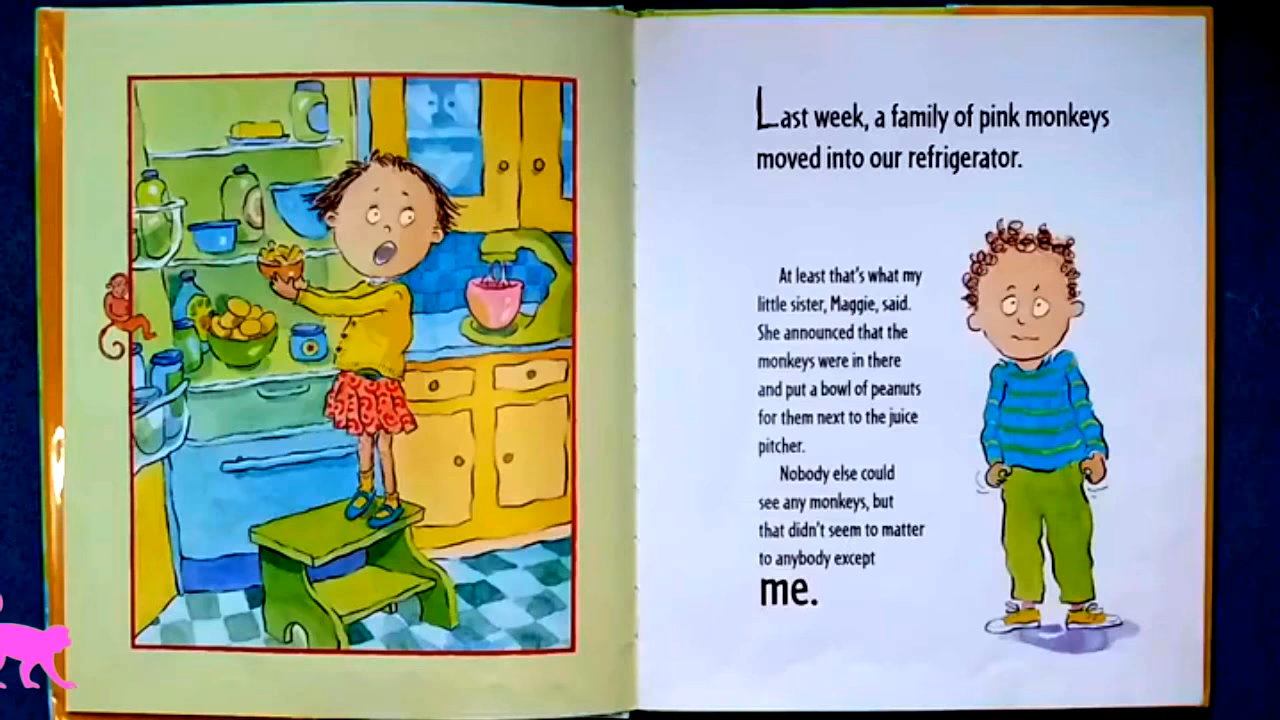 Last week, a family of pink monkeys
moved into our refrigerator.
At least that's what my
little sister, Maggie, said.
She announced that the
monkeys were in there
and put a bowl of peanuts
for them next to the juice
pitcher.
Nobody else could
see any monkeys, but
that didn't seem to matter
to anybody except
me.